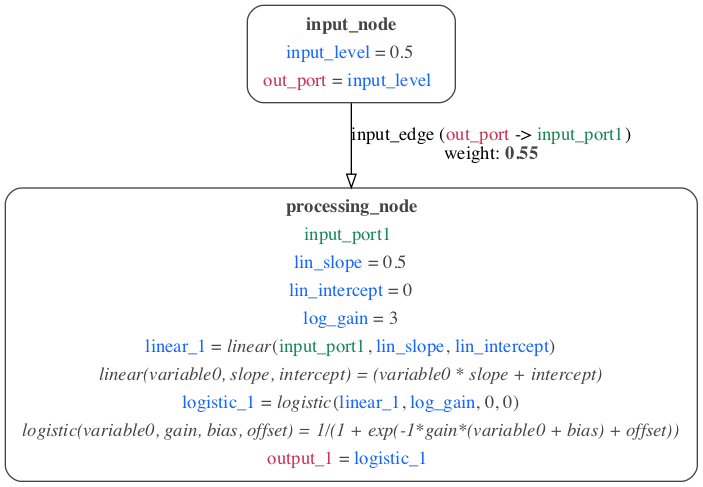 input_node
input_level = 0.5
out_port = input_level
input_edge (out_port -> input_port1)
weight: 0.55
processing_node
input_port1
lin_slope = 0.5
lin_intercept = 0
log_gain = 3
linear_1 = linear(input_port1, lin_slope, lin_intercept)
linear(variable0, slope, intercept) = (variable0 * slope + intercept)
logistic_1 = logistic(linear_1, log_gain, 0, 0)
logistic(variable0, gain, bias, offset) = 1/(1 + exp(-1*gain*(variable0 + bias) + offset))
output_1 = logistic_1